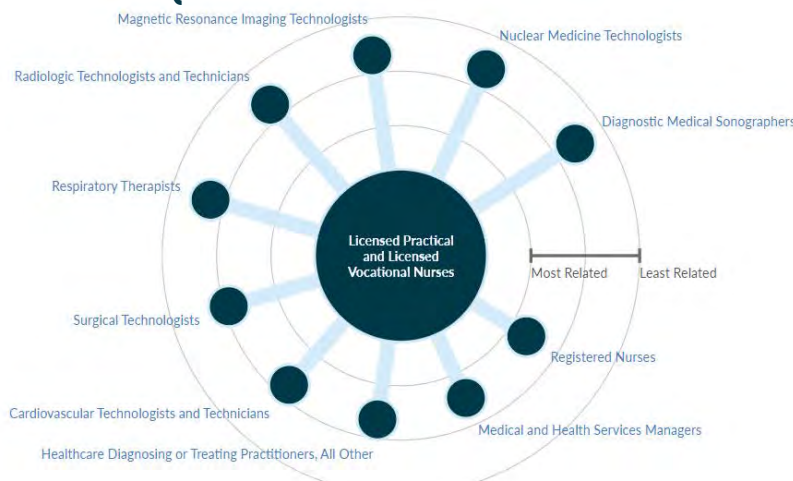 Magnetic Resonance Imaging Technologists
Nuclear Medicine Technologists
Radiologic Technologists and Technicians
Diagnostic Medical Sonographers
Respiratory Therapists
Licensed Practical
and Licensed
Vocational Nurses
Most Related
Least Related
Surgical Technologists
Registered Nurses
Cardiovascular Technologists and Technicians
Medical and Health Services Managers
Healthcare Diagnosing or Treating Practitioners, All Other